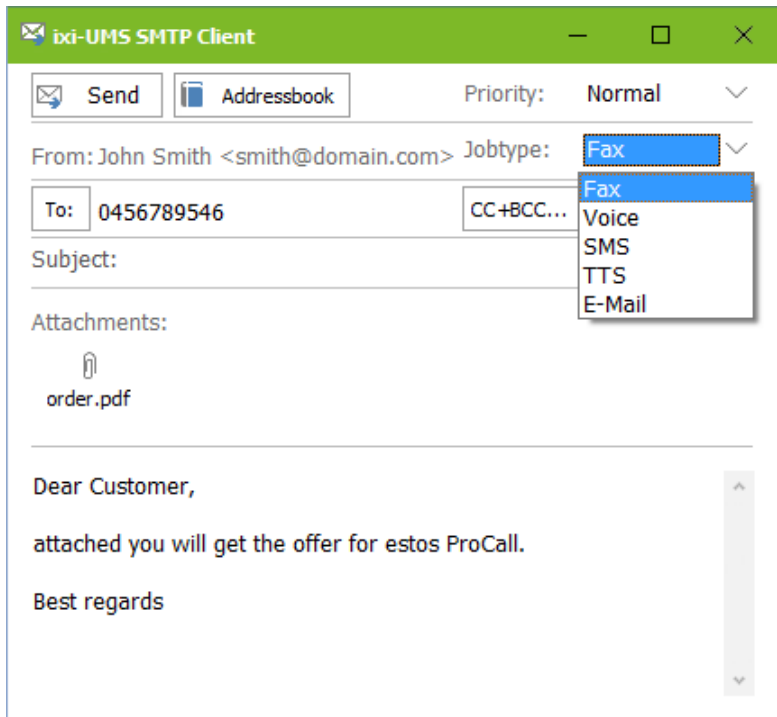 ixi-UMS SMTP Client
Send Addressbook Priority: Normal
From: John Smith <smith@domain.com> Jobtype: Fax
Fax
To: 0456789546 CC+BCC...
Voice
SMS
Subject:
TTS
E-Mail
Attachments:
order.pdf
Dear Customer,
attached you will get the offer for estos ProCall.
Best regards